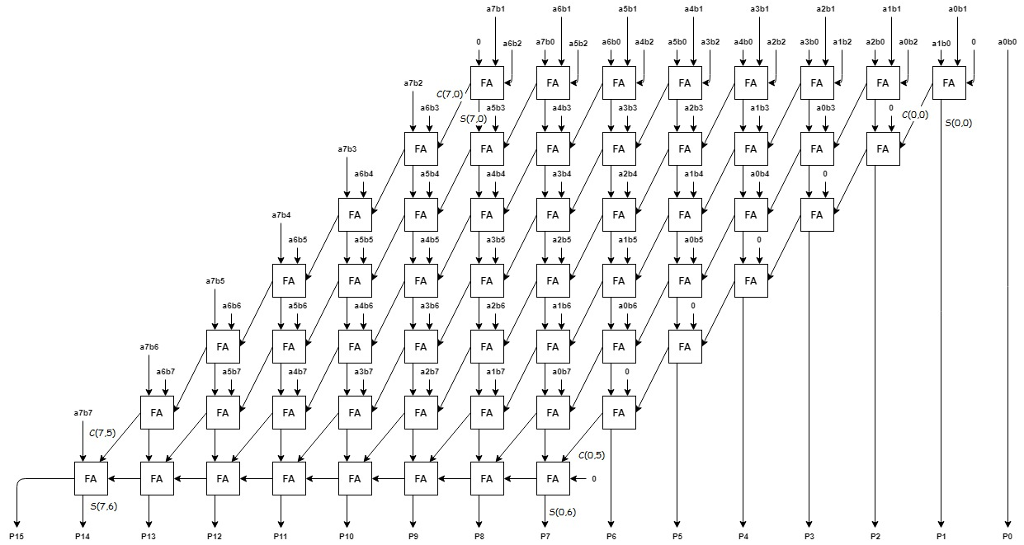 a7b1 a6b1 a5b1 a4b1 a3b1 a2b1 a1b1 a0b1
0 a6b2 a7b0 a5b2 a6b0 a4b2 a5b0 a3b2 a4b0 a2b2 a3b0 a1b2 a2b0 a0b2 a1b0 0 a0b0
a7b2 FA FA FA FA FA FA FA FA
C(7,0)
a6b3 S(7,0) a5b3 a4b3 a3b3 a2b3 a1b3 a0b3 0 C(0,0) S(0,0)
a7b3 FA FA FA FA FA FA FA FA
a6b4 a5b4 a4b4 a3b4 a2b4 a1b4 a0b4 0
a7b4 FA FA FA FA FA FA FA FA
a6b5 a5b5 a4b5 a3b5 a2b5 a1b5 a0b5 0
a7b5 FA FA FA FA FA FA FA FA
a6b6 a5b6 a4b6 a3b6 a2b6 a1b6 a0b6 0
a7b6 FA FA FA FA FA FA FA FA
a6b7 a5b7 a4b7 a3b7 a2b7 a1b7 a0b7 0
a7b7 FA FA FA FA FA FA FA FA
C(7,5) C(0,5)
FA FA FA FA FA FA FA FA 0
S(7,6) S(0,6)
P15 P14 P13 P12 P11 P10 P9 P8 P7 P6 P5 P4 P3 P2 P1 P0